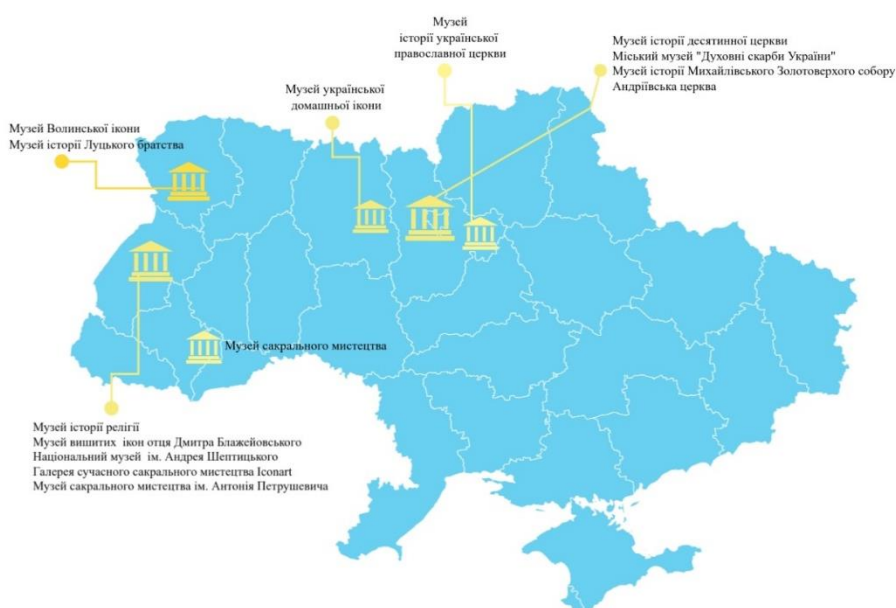 Музей
історії української
православної церкви
Музей історії десятинної церкви
Міський музей "Духовні скарби України"
Музей історії Михайлівського Золотоверхого собору
Андріївська церква
Музей української
домашньої ікони
Музей Волинської ікони
Музей історії Луцького братства
Музей сакрального мистецтва
Музей історії релігії
Музей вишитих ікон отця Дмитра Блажейовського
Національний музей ім. Андрея Шептицького
Галерея сучасного сакрального мистецтва Iconart
Музей сакрального мистецтва ім. Антонія Петрушевича